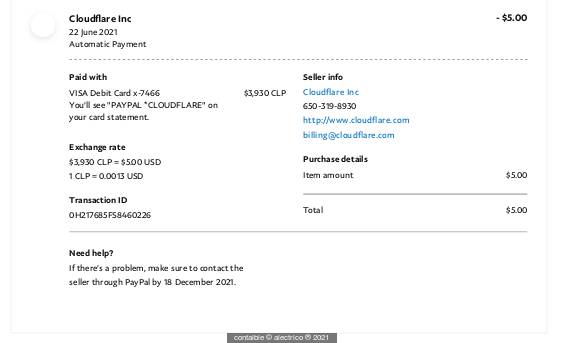 Cloudflare Inc
- $5.00
22 June 2021
Automatic Payment
Paid with
VISA Debit Card x-7466
$3,930 CLP
You'll see "PAYPAL *CLOUDFLARE" on
your card statement.
Exchange rate
$3,930 CLP = $5.00 USD
1 CLP = 0.0013 USD
Transaction ID
0H217685FS8460226
Seller info
Cloudflare Inc
650-319-8930
http://www.cloudflare.com
billing@cloudflare.com
Purchase details
Item amount
$5.00
Total
$5.00
Need help?
If there's a problem, make sure to contact the
seller through PayPal by 18 December 2021.
contaible © alectrico ® 2021